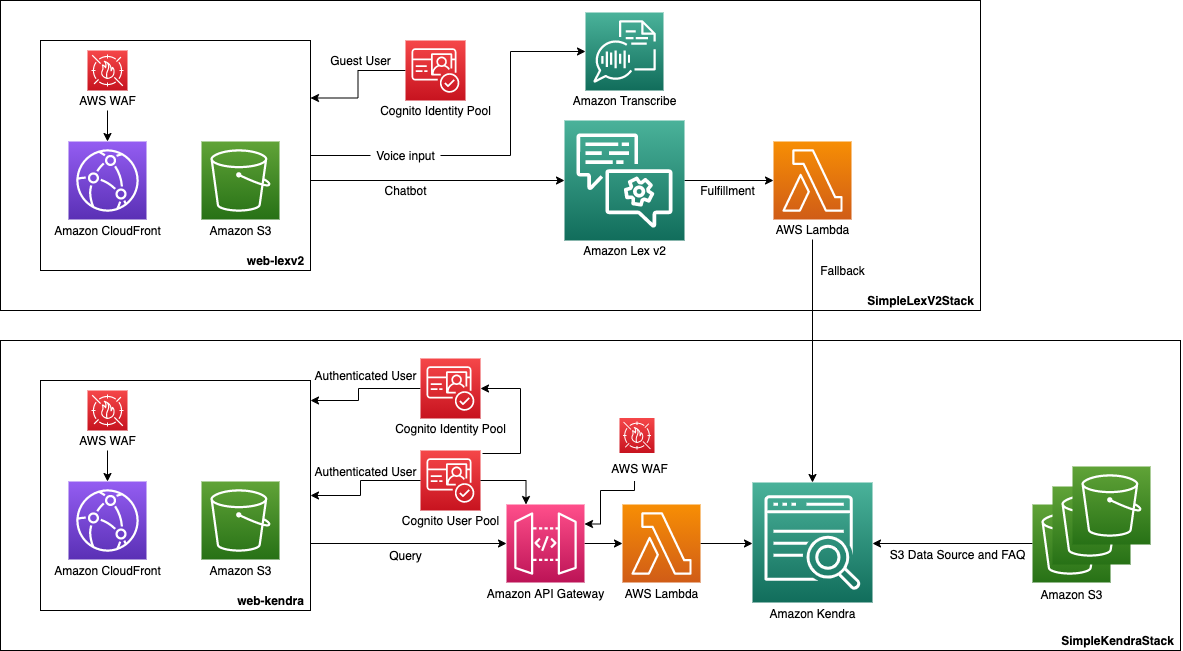 Guest User
AWS WAF
Cognito Identity Pool
Amazon Transcribe
Voice input
Chatbot
Fulfillment
Amazon CloudFront
Amazon S3
AWS Lambda
Amazon Lex v2
web-lexv2
Fallback
SimpleLexV2Stack
Authenticated User
AWS WAF
Cognito Identity Pool
Authenticated User
AWS WAF
Cognito User Pool
Query
S3 Data Source and FAQ
Amazon CloudFront
Amazon S3
Amazon API Gateway
AWS Lambda
Amazon S3
web-kendra
Amazon Kendra
SimpleKendraStack